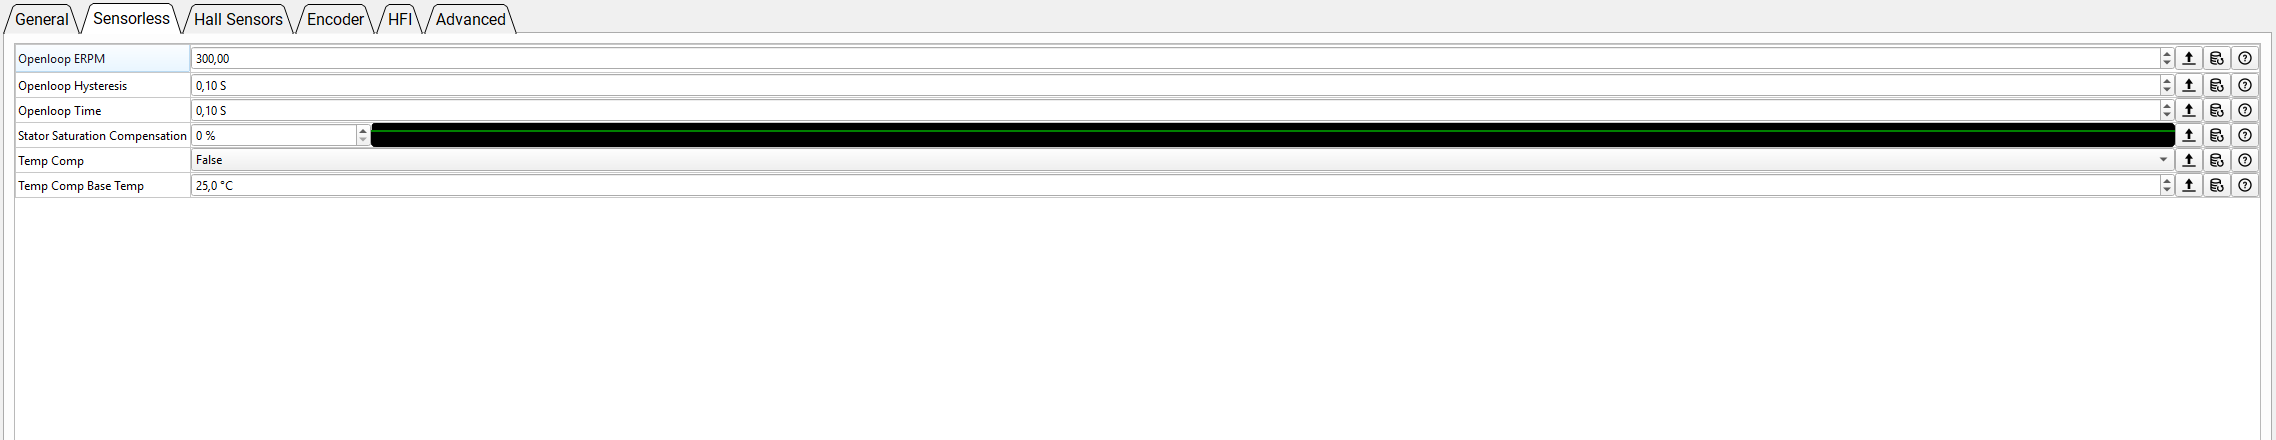 General Sensorless Hall Sensors Encoder HFI Advanced
Openloop ERPM 300,00
Openloop Hysteresis 0,10 S
Openloop Time 0,10 S
Stator Saturation Compensation 0 %
Temp Comp False
Temp Comp Base Temp 25,0 °C